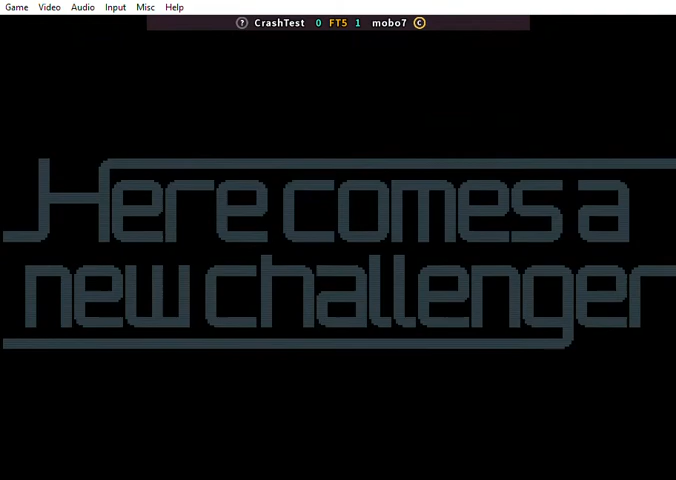 Game Video Audio Input Misc Help
? CrashTest 0 FT5 1 mobo7 C
Here comes a
new challenger